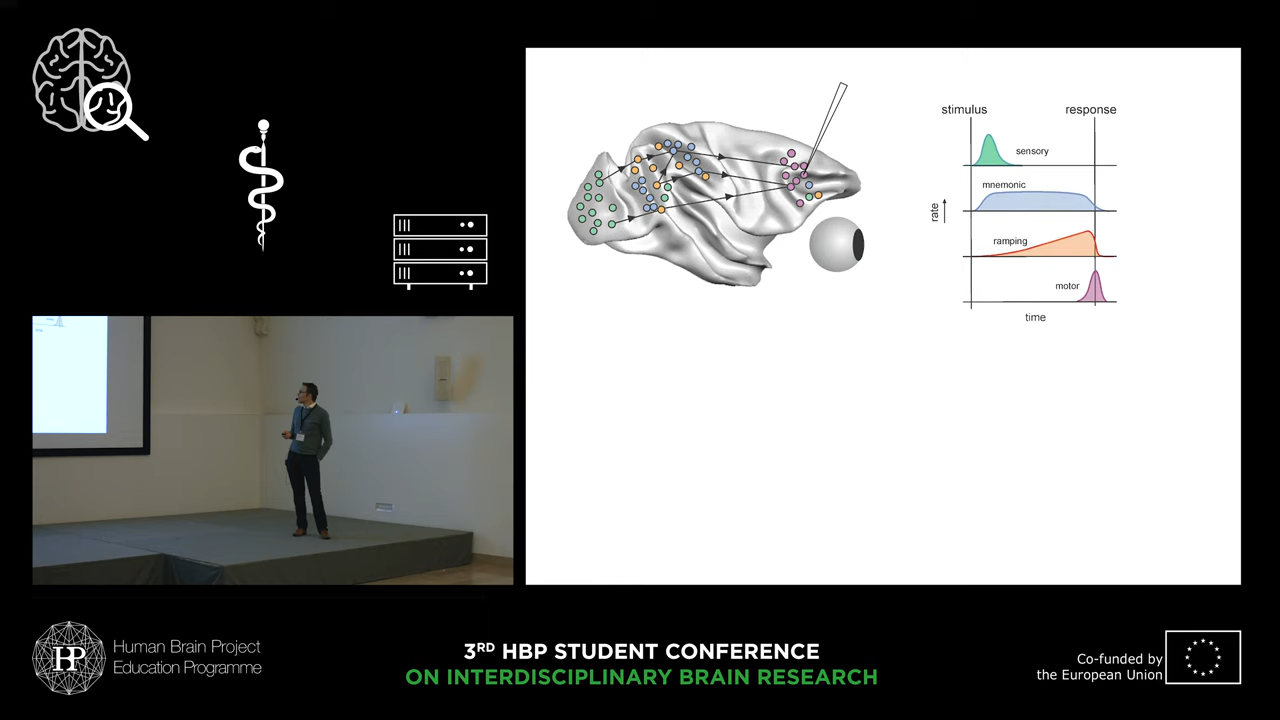 stimulus
response
sensory
mnemonic
rate
ramping
motor
time
HP
Human Brain Project
Education Programme
3RD HBP STUDENT CONFERENCE
ON INTERDISCIPLINARY BRAIN RESEARCH
Co-funded by
the European Union